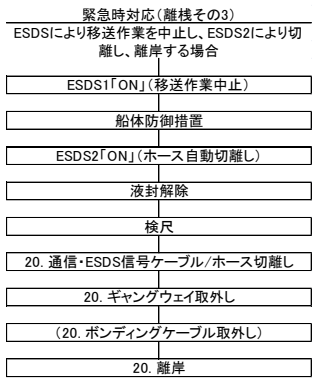 緊急時対応(離桟その3)
ESDSにより移送作業を中止し、ESDS2により切
離し、離岸する場合
ESDS1「ON」(移送作業中止)
船体防御措置
ESDS2「ON」(ホース自動切離し)
液封解除
検尺
20. 通信・ESDS信号ケーブル/ホース切離し
20. ギャングウェイ取外し
(20. ボンディングケーブル取外し)
20. 離岸